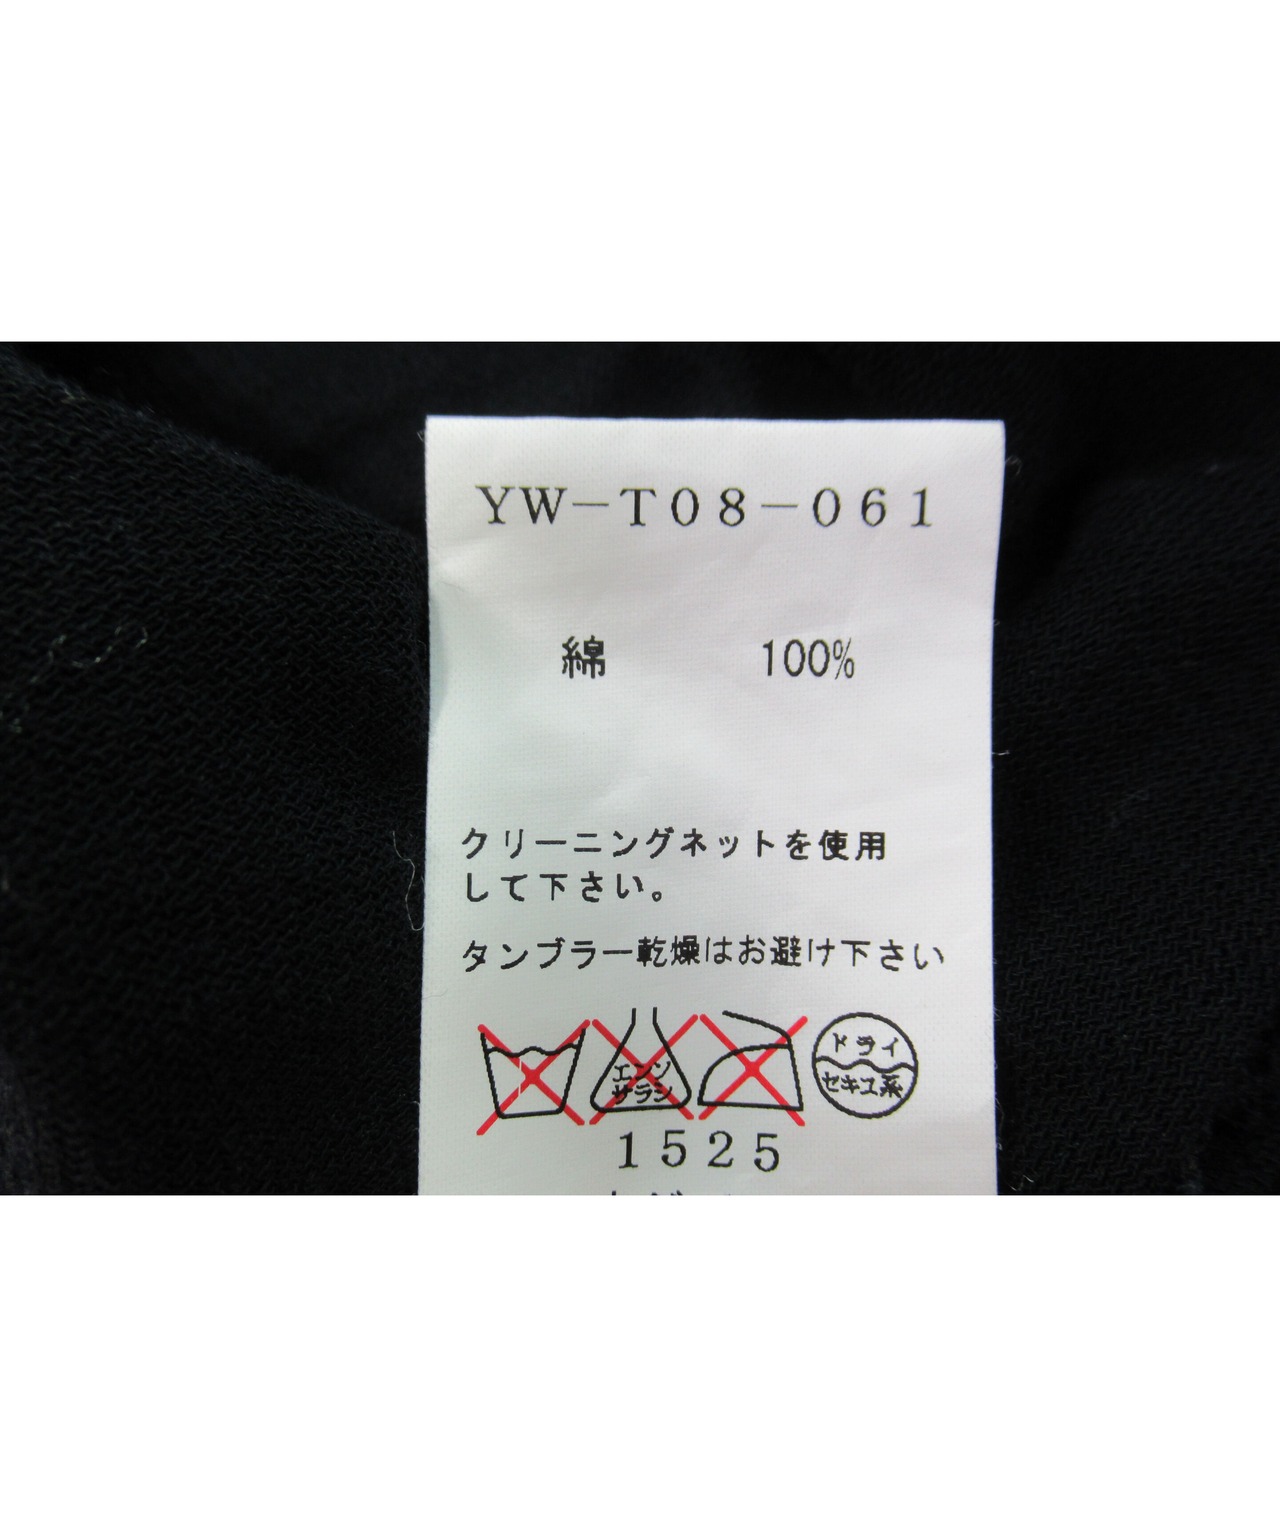 YW-T08-061
綿 100%
クリーニングネットを使用
して下さい。
タンブラー乾燥はお避け下さい
エンソ
サラシ
ドライ
セキユ系
1525